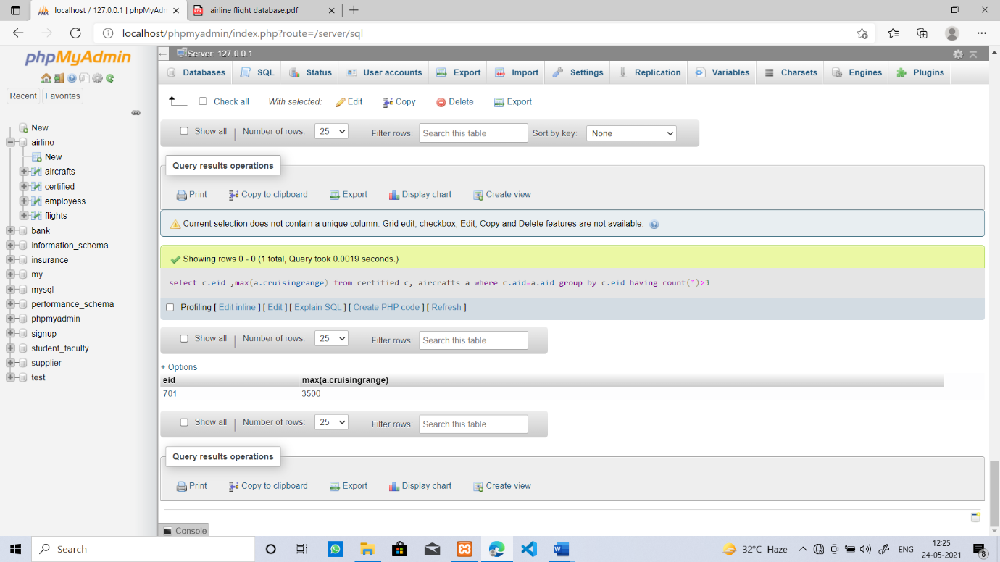 localhost / 127.0.0.1 | phpMyAdn
airline flight database.pdf
localhost/phpmyadmin/index.php?route=/server/sql
phpMyAdmin
Recent Favorites
New
airline
New
aircrafts
certified
employess
flights
bank
information_schema
insurance
my
mysql
performance_schema
phpmyadmin
signup
student_faculty
supplier
test
Server: 127.0.0.1
Databases SQL Status User accounts Export Import Settings Replication Variables Charsets Engines Plugins
Check all With selected: Edit Copy Delete Export
Show all | Number of rows: 25 Filter rows: Search this table Sort by key: None
Query results operations
Print Copy to clipboard Export Display chart Create view
Current selection does not contain a unique column. Grid edit, checkbox, Edit, Copy and Delete features are not available.
Showing rows 0 - 0 (1 total, Query took 0.0019 seconds.)
select c.eid ,max(a.cruisingrange) from certified c, aircrafts a where c.aid=a.aid group by c.eid having count(*)>3
Profiling [ Edit inline ] [ Edit ] [ Explain SQL ] [ Create PHP code ] [ Refresh ]
Show all | Number of rows: 25 Filter rows: Search this table
+ Options
eid max(a.cruisingrange)
701 3500
Show all | Number of rows: 25 Filter rows: Search this table
Query results operations
Print Copy to clipboard Export Display chart Create view
Console
Search
32°C Haze
ENG
12:25
24-05-2021
8